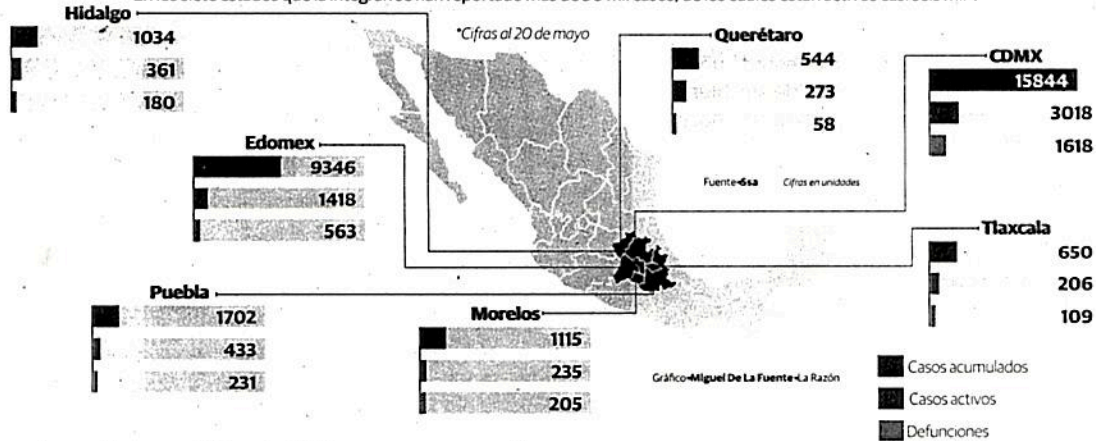 Hidalgo
1034
361
180
*Cifras al 20 de mayo
Querétaro
544
273
58
CDMX
15844
3018
1618
Edomex
9346
1418
563
Fuente•Ssa Cifras en unidades
Tlaxcala
650
206
109
Puebla
1702
433
231
Morelos
1115
235
205
Gráfico•Miguel De La Fuente•La Razón
Casos acumulados
Casos activos
Defunciones